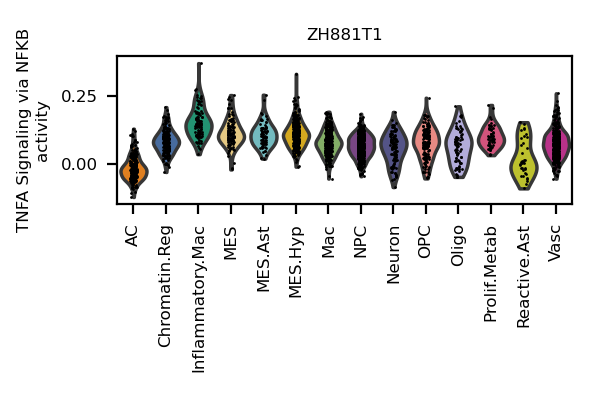 ZH881T1
TNFA Signaling via NFKB
activity
0.25
0.00
AC
Chromatin.Reg
Inflammatory.Mac
MES
MES.Ast
MES.Hyp
Mac
NPC
Neuron
OPC
Oligo
Prolif.Metab
Reactive.Ast
Vasc